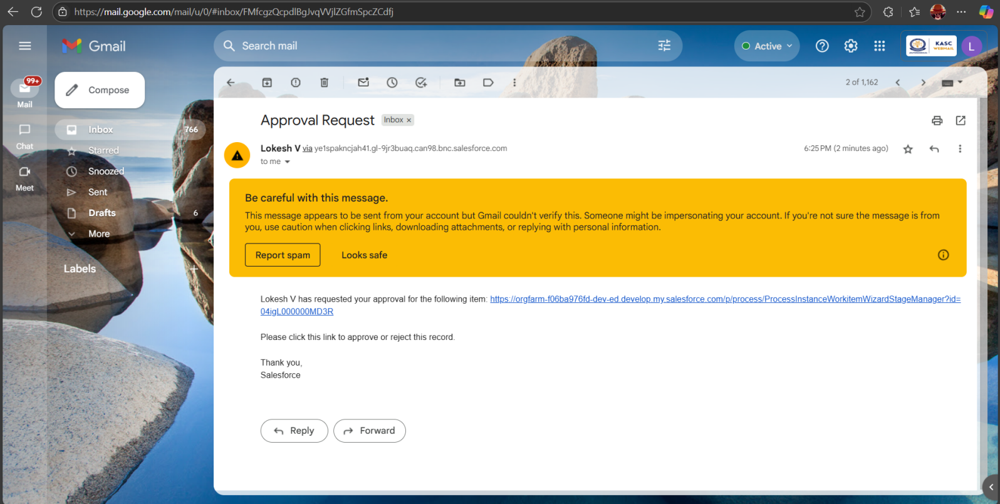 https://mail.google.com/mail/u/0/#inbox/FMfcgzQcpdlBgJvqVVjlZGfmSpcZCdfj
Gmail
Search mail
Active
KASC
WEBMAIL
L
99+
Mail
Chat
Meet
Compose
Inbox 766
Starred
Snoozed
Sent
Drafts 6
More
Labels
2 of 1,162
Approval Request Inbox ×
Lokesh V via ye1spakncjah41.gl-9jr3buaq.can98.bnc.salesforce.com 6:25 PM (2 minutes ago)
to me
Be careful with this message.
This message appears to be sent from your account but Gmail couldn't verify this. Someone might be impersonating your account. If you're not sure the message is from
you, use caution when clicking links, downloading attachments, or replying with personal information.
Report spam Looks safe
Lokesh V has requested your approval for the following item: https://orgfarm-f06ba976fd-dev-ed.develop.my.salesforce.com/p/process/ProcessInstanceWorkitemWizardStageManager?id=
04igL000000MD3R
Please click this link to approve or reject this record.
Thank you,
Salesforce
Reply Forward